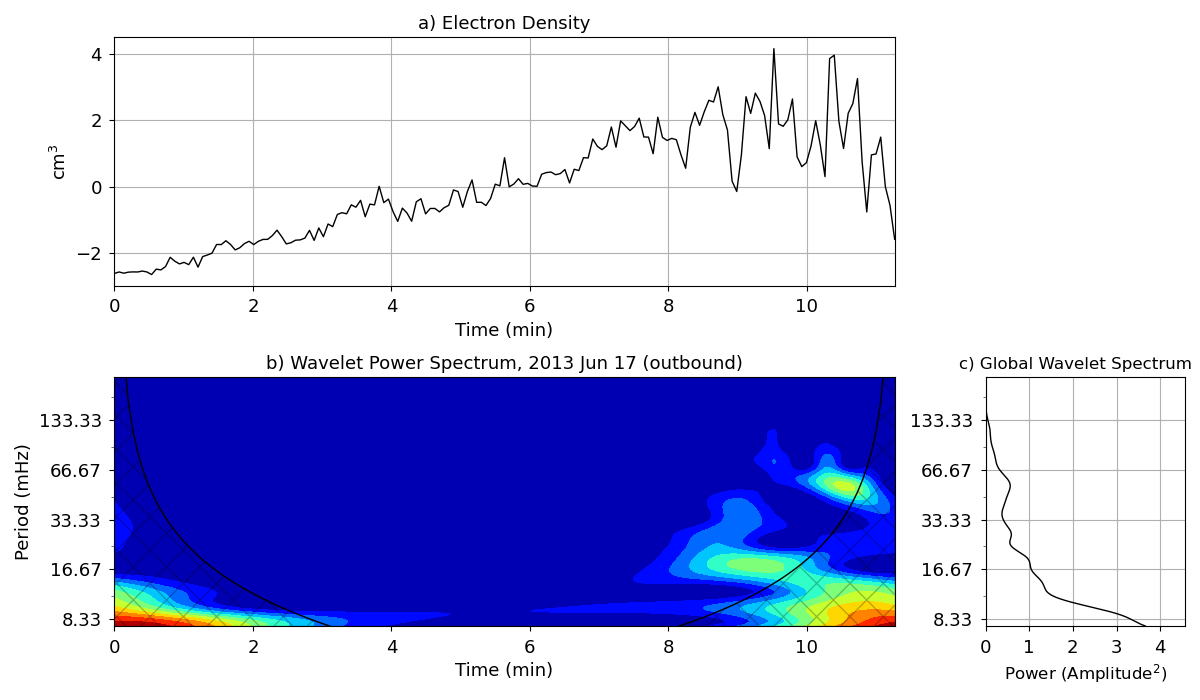 a) Electron Density
4
2
0
−2
cm³
0 2 4 6 8 10
Time (min)
b) Wavelet Power Spectrum, 2013 Jun 17 (outbound)
133.33
66.67
33.33
16.67
8.33
Period (mHz)
0 2 4 6 8 10
Time (min)
c) Global Wavelet Spectrum
133.33
66.67
33.33
16.67
8.33
0 1 2 3 4
Power (Amplitude²)